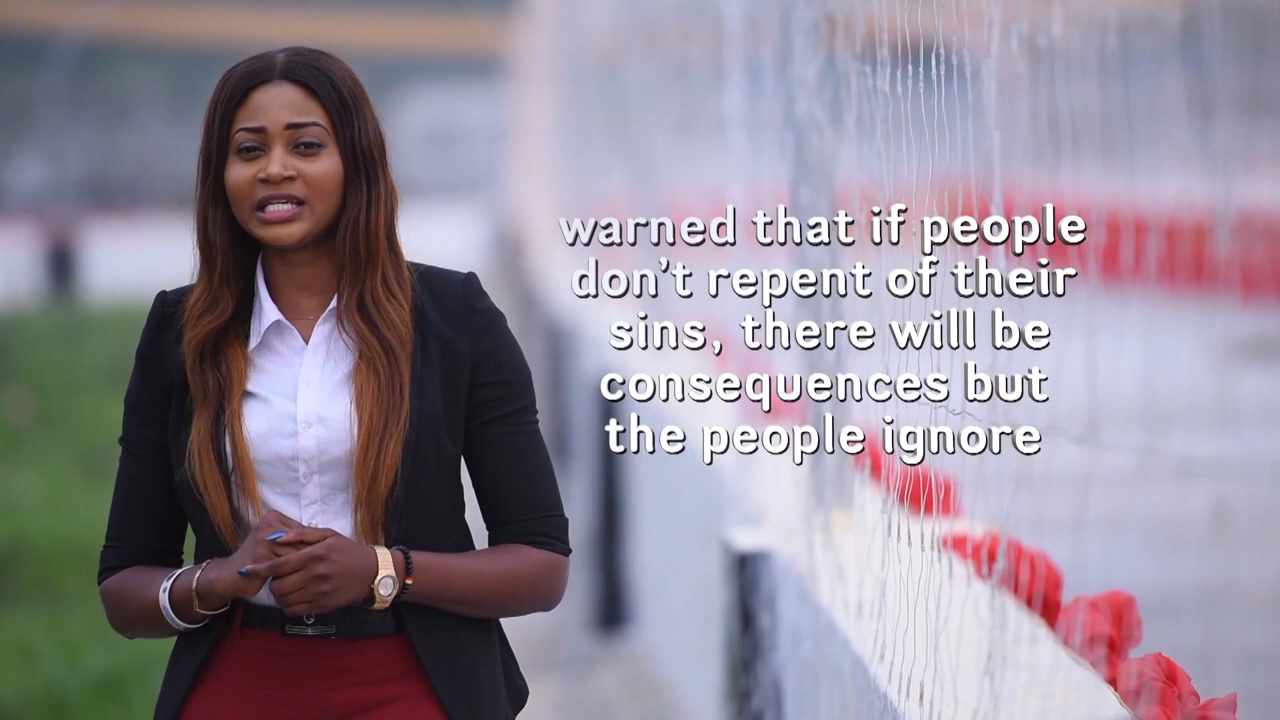 warned that if people
don't repent of their
sins, there will be
consequences but
the people ignore